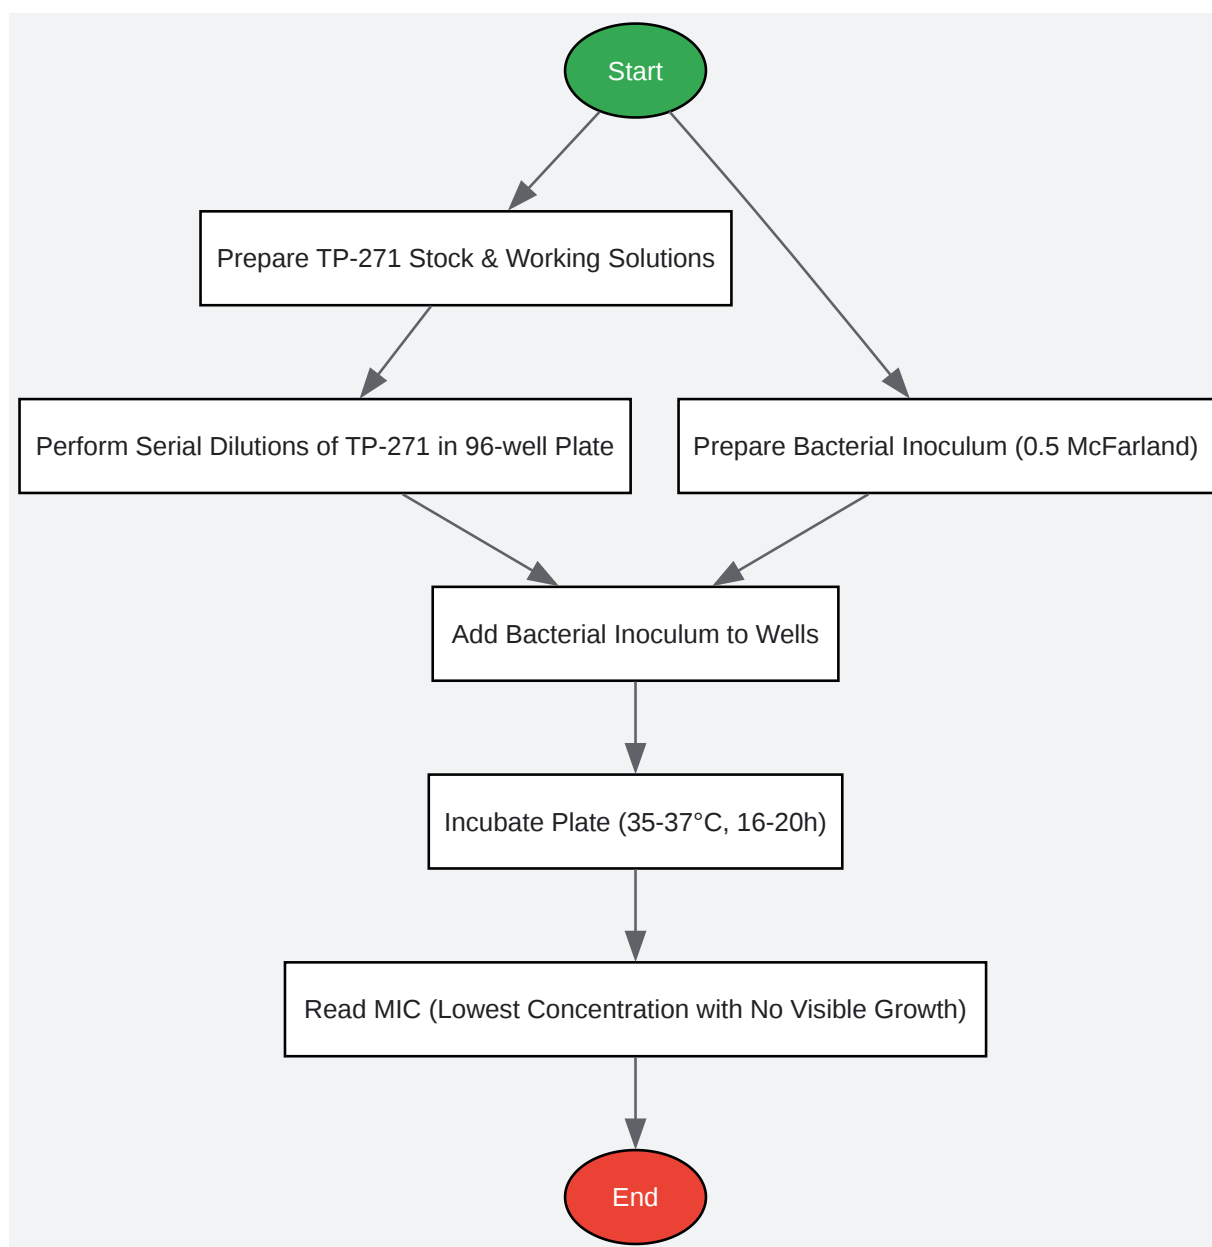 Start
Prepare TP-271 Stock & Working Solutions
Perform Serial Dilutions of TP-271 in 96-well Plate
Prepare Bacterial Inoculum (0.5 McFarland)
Add Bacterial Inoculum to Wells
Incubate Plate (35-37°C, 16-20h)
Read MIC (Lowest Concentration with No Visible Growth)
End